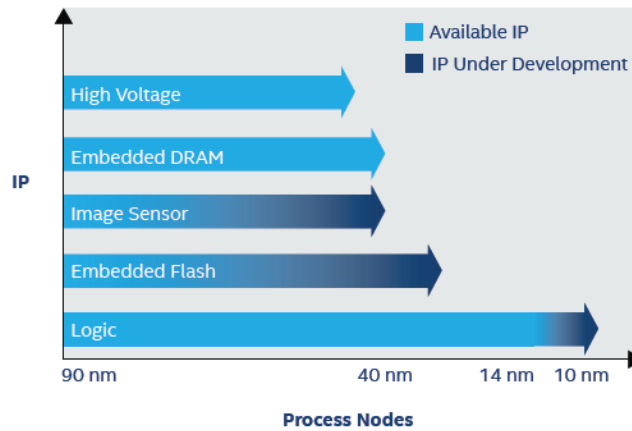 Available IP
IP Under Development
High Voltage
Embedded DRAM
IP
Image Sensor
Embedded Flash
Logic
90 nm 40 nm 14 nm 10 nm
Process Nodes